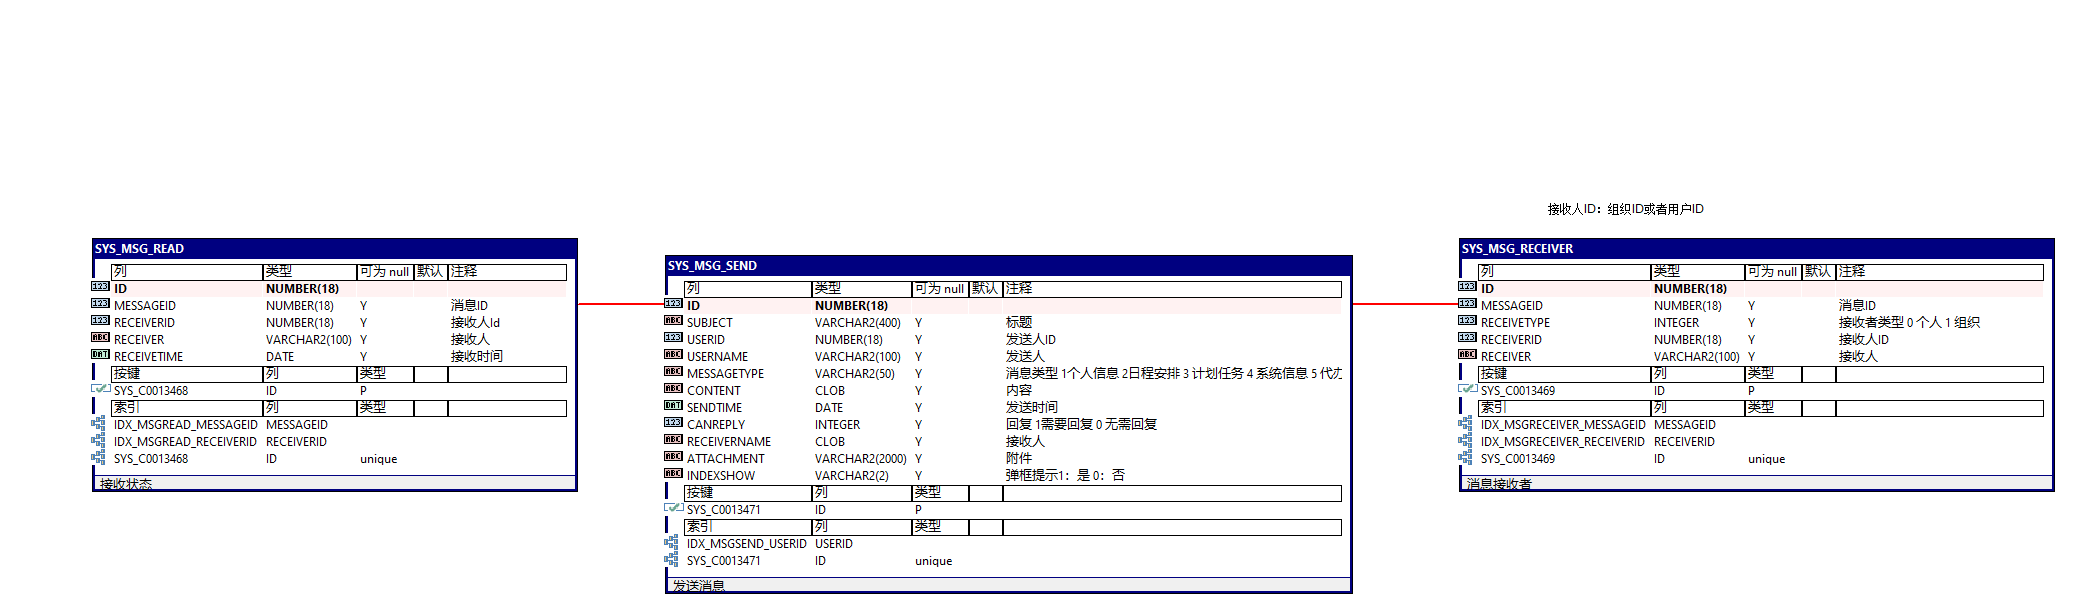 接收人ID：组织ID或者用户ID
SYS_MSG_READ
列 类型 可为 null 默认 注释
ID NUMBER(18)
MESSAGEID NUMBER(18) Y 消息ID
RECEIVERID NUMBER(18) Y 接收人Id
RECEIVER VARCHAR2(100) Y 接收人
RECEIVETIME DATE Y 接收时间
按键 列 类型
SYS_C0013468 ID P
索引 列 类型
IDX_MSGREAD_MESSAGEID MESSAGEID
IDX_MSGREAD_RECEIVERID RECEIVERID
SYS_C0013468 ID unique
接收状态
SYS_MSG_SEND
列 类型 可为 null 默认 注释
ID NUMBER(18)
SUBJECT VARCHAR2(400) Y 标题
USERID NUMBER(18) Y 发送人ID
USERNAME VARCHAR2(100) Y 发送人
MESSAGETYPE VARCHAR2(50) Y 消息类型 1个人信息 2日程安排 3 计划任务 4 系统信息 5 代办
CONTENT CLOB Y 内容
SENDTIME DATE Y 发送时间
CANREPLY INTEGER Y 回复 1需要回复 0 无需回复
RECEIVERNAME CLOB Y 接收人
ATTACHMENT VARCHAR2(2000) Y 附件
INDEXSHOW VARCHAR2(2) Y 弹框提示1：是 0：否
按键 列 类型
SYS_C0013471 ID P
索引 列 类型
IDX_MSGSEND_USERID USERID
SYS_C0013471 ID unique
发送消息
SYS_MSG_RECEIVER
列 类型 可为 null 默认 注释
ID NUMBER(18)
MESSAGEID NUMBER(18) Y 消息ID
RECEIVETYPE INTEGER Y 接收者类型 0 个人 1 组织
RECEIVERID NUMBER(18) Y 接收人ID
RECEIVER VARCHAR2(100) Y 接收人
按键 列 类型
SYS_C0013469 ID P
索引 列 类型
IDX_MSGRECEIVER_MESSAGEID MESSAGEID
IDX_MSGRECEIVER_RECEIVERID RECEIVERID
SYS_C0013469 ID unique
消息接收者